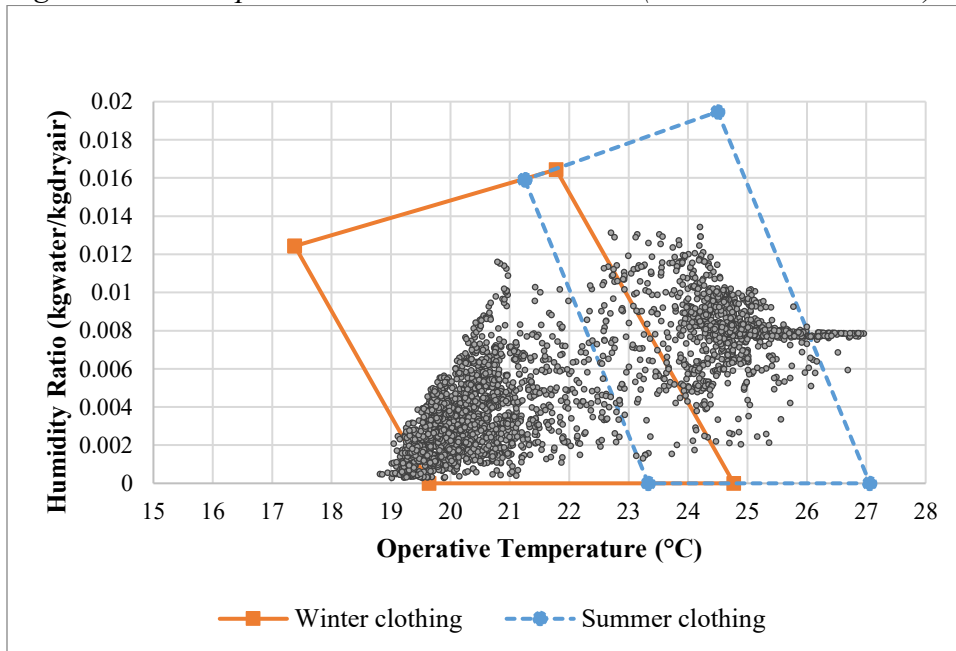 Humidity Ratio (kgwater/kgdryair)
0.02
0.018
0.016
0.014
0.012
0.01
0.008
0.006
0.004
0.002
0
15 16 17 18 19 20 21 22 23 24 25 26 27 28
Operative Temperature (°C)
Winter clothing Summer clothing